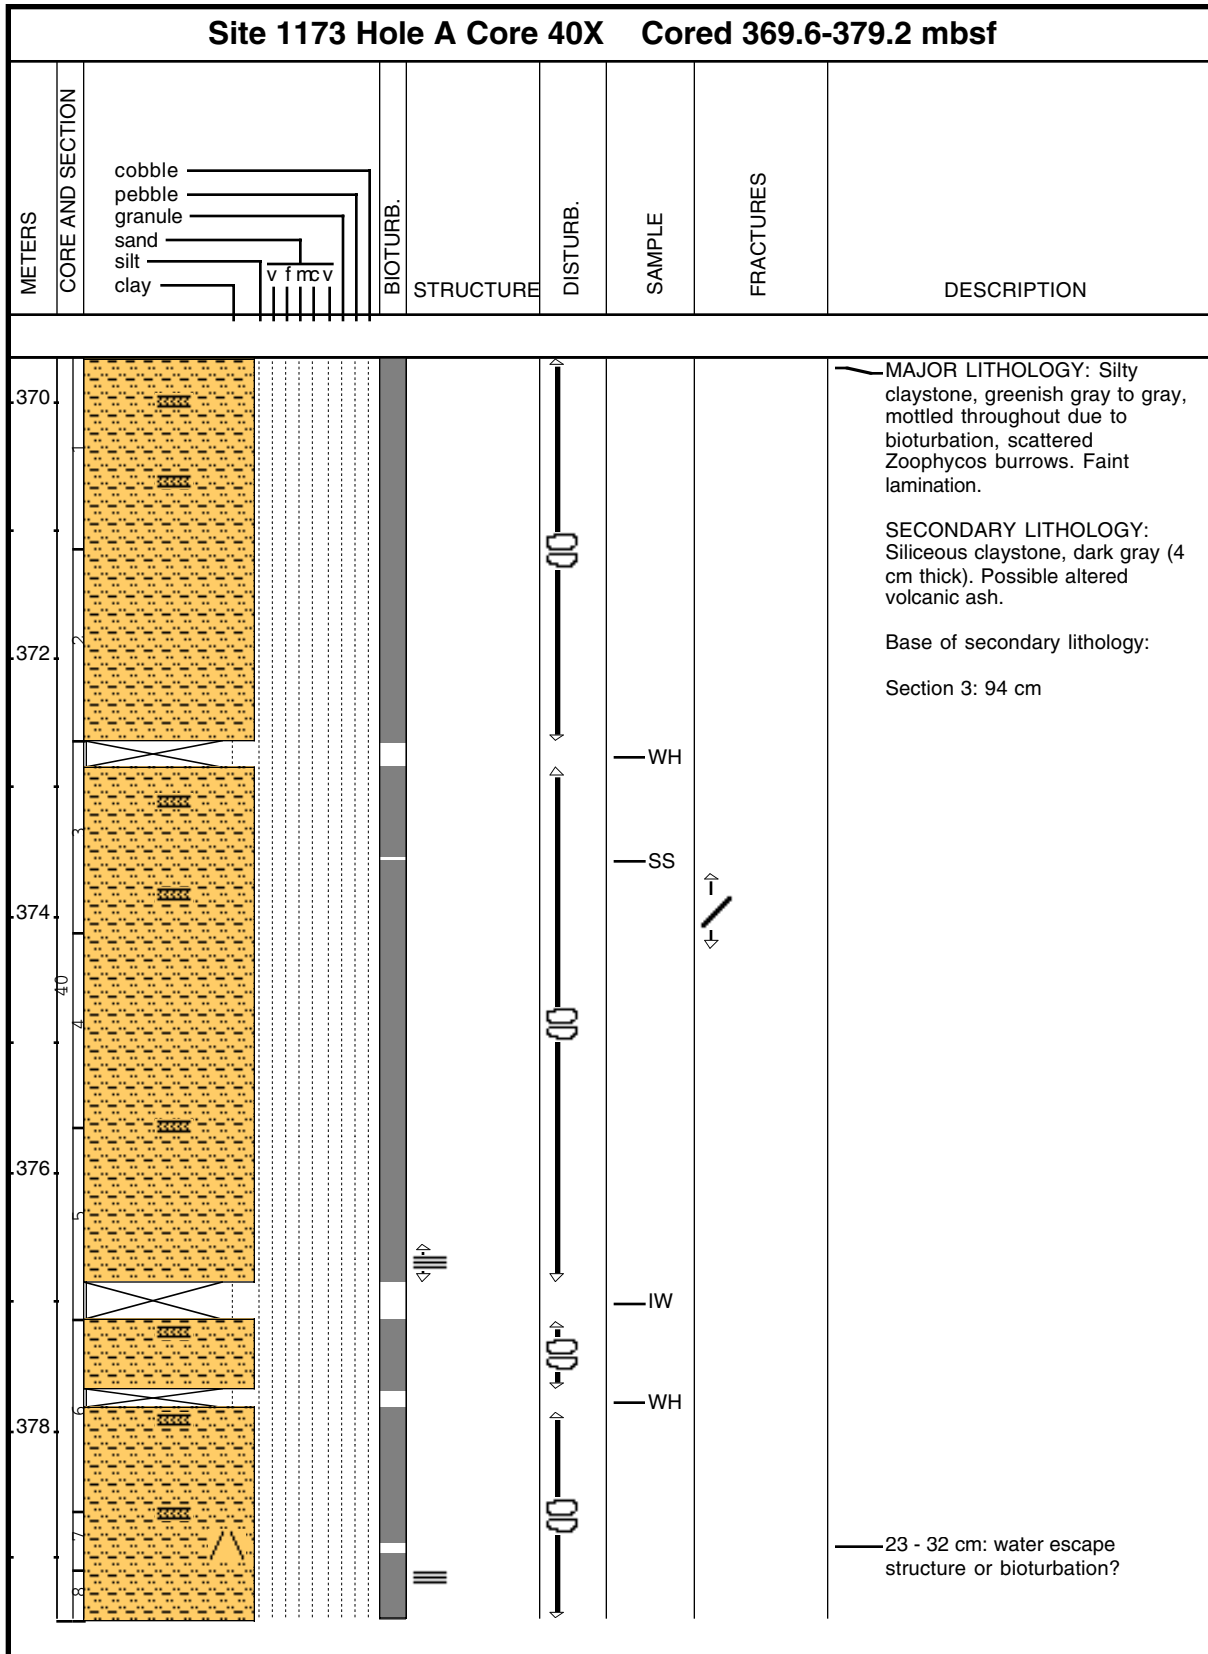 Site 1173 Hole A Core 40X Cored 369.6-379.2 mbsf
METERS
CORE AND SECTION
cobble
pebble
granule
sand
silt
v f m c v
clay
BIOTURB.
STRUCTURE
DISTURB.
SAMPLE
FRACTURES
DESCRIPTION
MAJOR LITHOLOGY: Silty
claystone, greenish gray to gray,
mottled throughout due to
bioturbation, scattered
Zoophycos burrows. Faint
lamination.
SECONDARY LITHOLOGY:
Siliceous claystone, dark gray (4
cm thick). Possible altered
volcanic ash.
Base of secondary lithology:
Section 3: 94 cm
370
1
2
372
WH
3
SS
374
40
4
376
5
IW
WH
6
378
7
23 - 32 cm: water escape
structure or bioturbation?
8